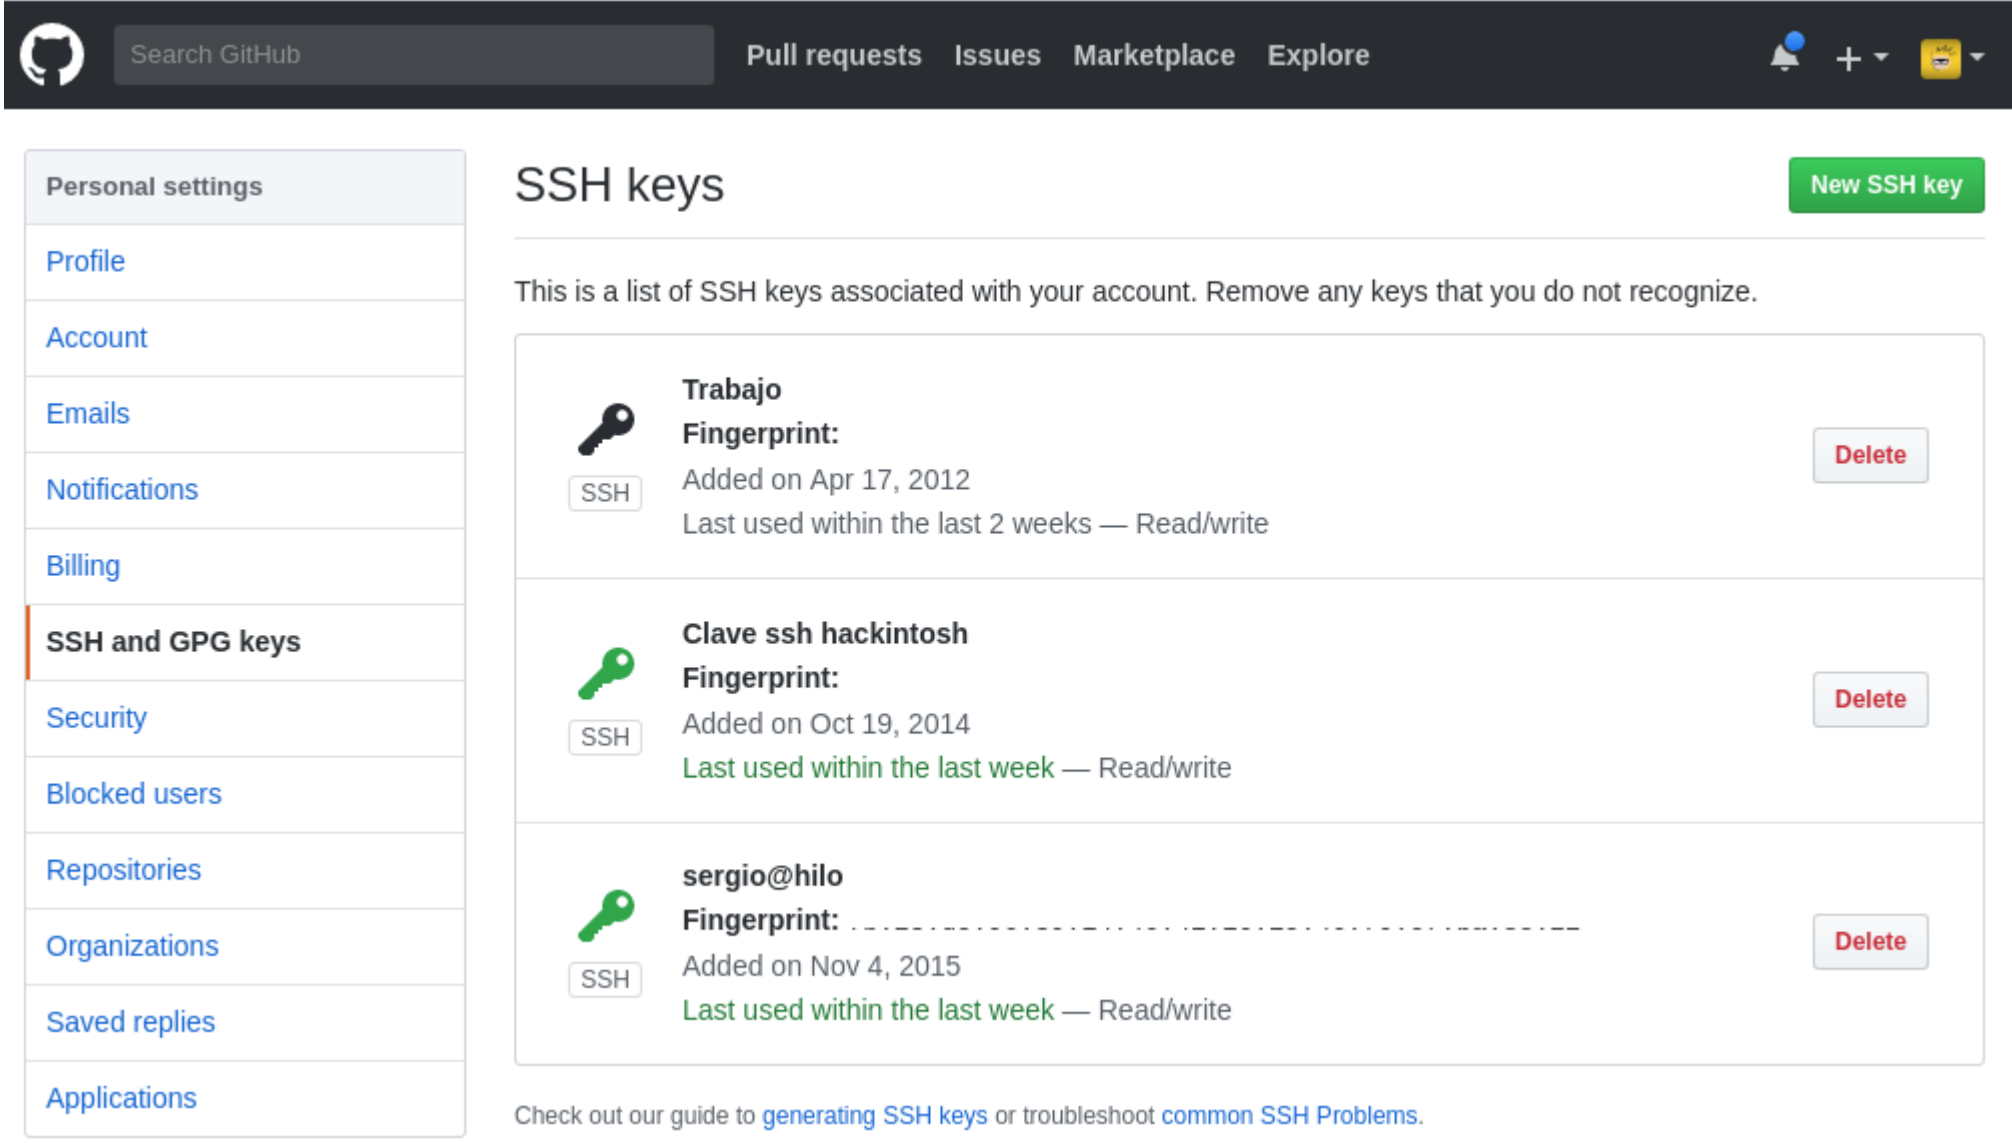 Search GitHub
Pull requests Issues Marketplace Explore
Personal settings
Profile
Account
Emails
Notifications
Billing
SSH and GPG keys
Security
Blocked users
Repositories
Organizations
Saved replies
Applications
SSH keys
New SSH key
This is a list of SSH keys associated with your account. Remove any keys that you do not recognize.
Trabajo
Fingerprint:
Added on Apr 17, 2012
Last used within the last 2 weeks — Read/write
SSH
Delete
Clave ssh hackintosh
Fingerprint:
Added on Oct 19, 2014
Last used within the last week — Read/write
SSH
Delete
sergio@hilo
Fingerprint:
Added on Nov 4, 2015
Last used within the last week — Read/write
SSH
Delete
Check out our guide to generating SSH keys or troubleshoot common SSH Problems.